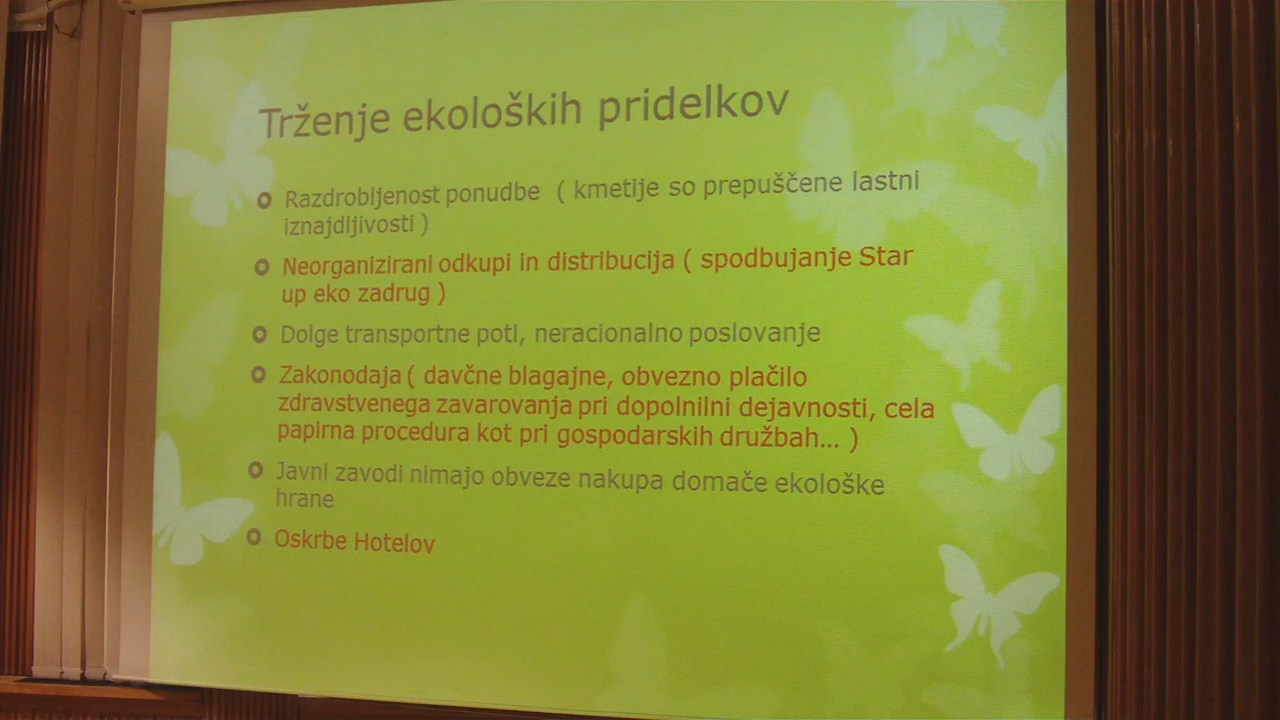 Trženje ekoloških pridelkov
Razdrobljenost ponudbe ( kmetije so prepuščene lastni
iznajdljivosti )
Neorganizirani odkupi in distribucija ( spodbujanje Star
up eko zadrug )
Dolge transportne poti, neracionalno poslovanje
Zakonodaja ( davčne blagajne, obvezno plačilo
zdravstvenega zavarovanja pri dopolnilni dejavnosti, cela
papirna procedura kot pri gospodarskih družbah... )
Javni zavodi nimajo obveze nakupa domače ekološke
hrane
Oskrbe Hotelov